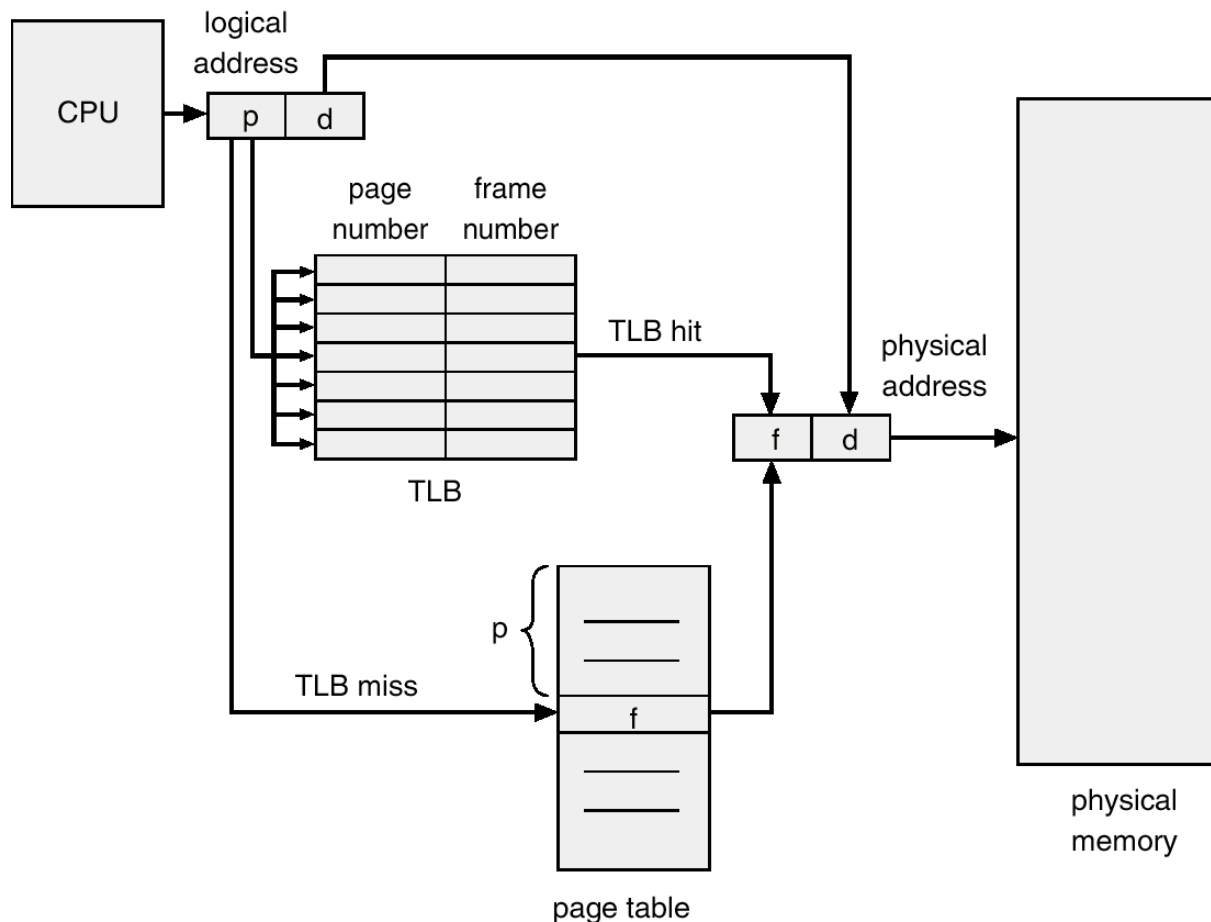 logical
address
CPU
p
d
page
number
frame
number
TLB hit
physical
address
f
d
TLB
p
TLB miss
f
physical
memory
page table